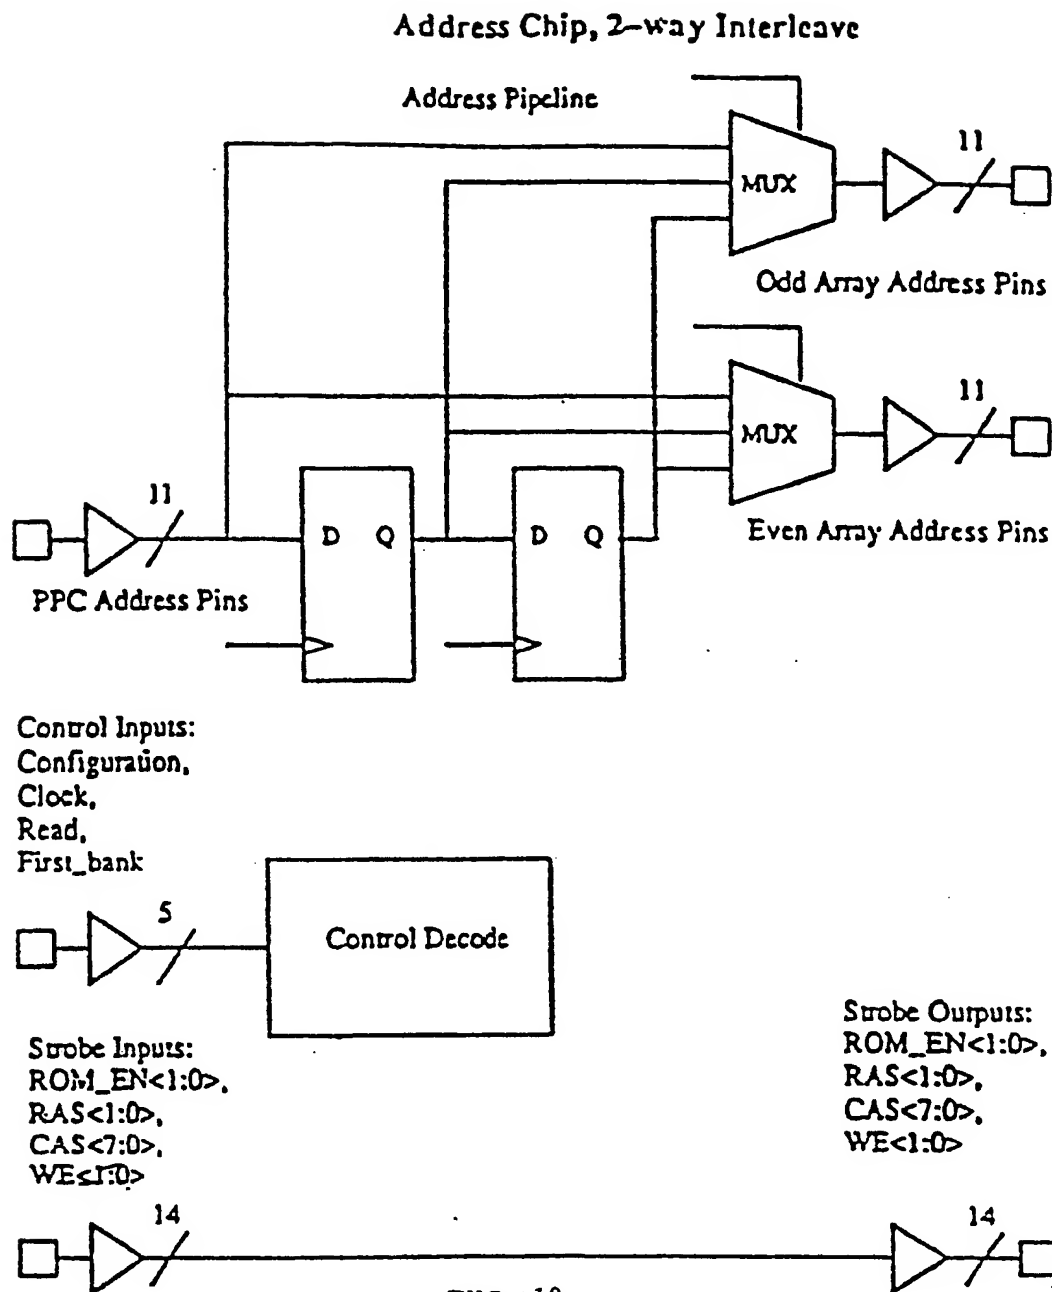 Address Chip, 2-way Interleave
Address Pipeline
11
MUX
Odd Array Address Pins
11
MUX
Even Array Address Pins
11
D Q
D Q
PPC Address Pins
Control Inputs:
Configuration,
Clock,
Read,
First_bank
5
Control Decode
Strobe Inputs:
ROM_EN<1:0>,
RAS<1:0>,
CAS<7:0>,
WE<1:0>
Strobe Outputs:
ROM_EN<1:0>,
RAS<1:0>,
CAS<7:0>,
WE<1:0>
14
14